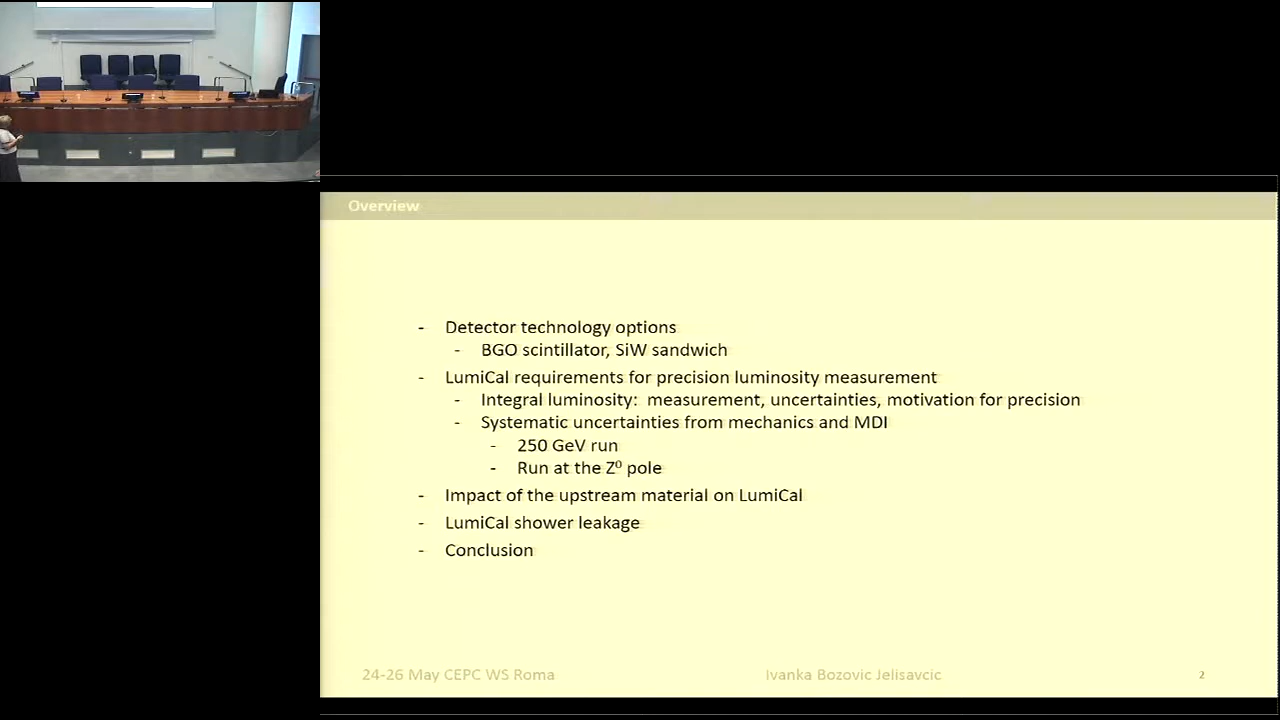 Overview
- Detector technology options
- BGO scintillator, SiW sandwich
- LumiCal requirements for precision luminosity measurement
- Integral luminosity: measurement, uncertainties, motivation for precision
- Systematic uncertainties from mechanics and MDI
- 250 GeV run
- Run at the Z⁰ pole
- Impact of the upstream material on LumiCal
- LumiCal shower leakage
- Conclusion
24-26 May CEPC WS Roma Ivanka Bozovic Jelisavcic 2